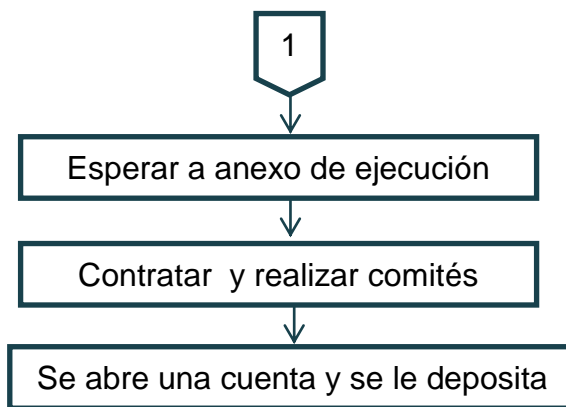 1
Esperar a anexo de ejecución
Contratar  y realizar comités
Se abre una cuenta y se le deposita